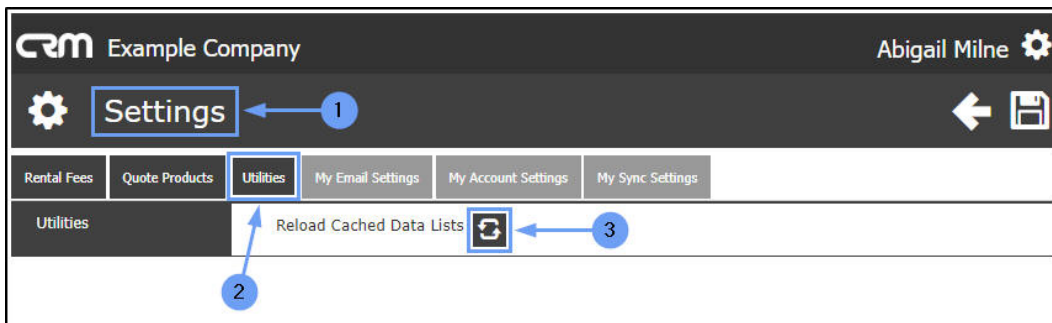 CRM Example Company Abigail Milne
Settings 1
Rental Fees Quote Products Utilities My Email Settings My Account Settings My Sync Settings
Utilities Reload Cached Data Lists 3
2